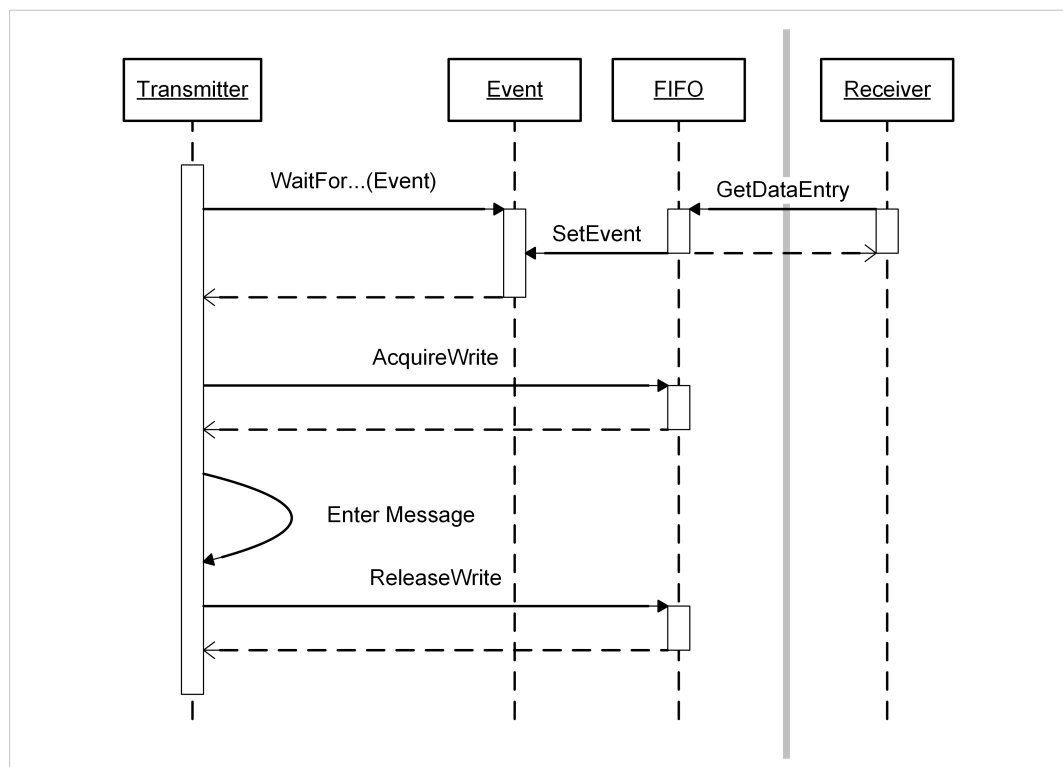 Transmitter
Event
FIFO
Receiver
WaitFor...(Event)
GetDataEntry
SetEvent
AcquireWrite
Enter Message
ReleaseWrite